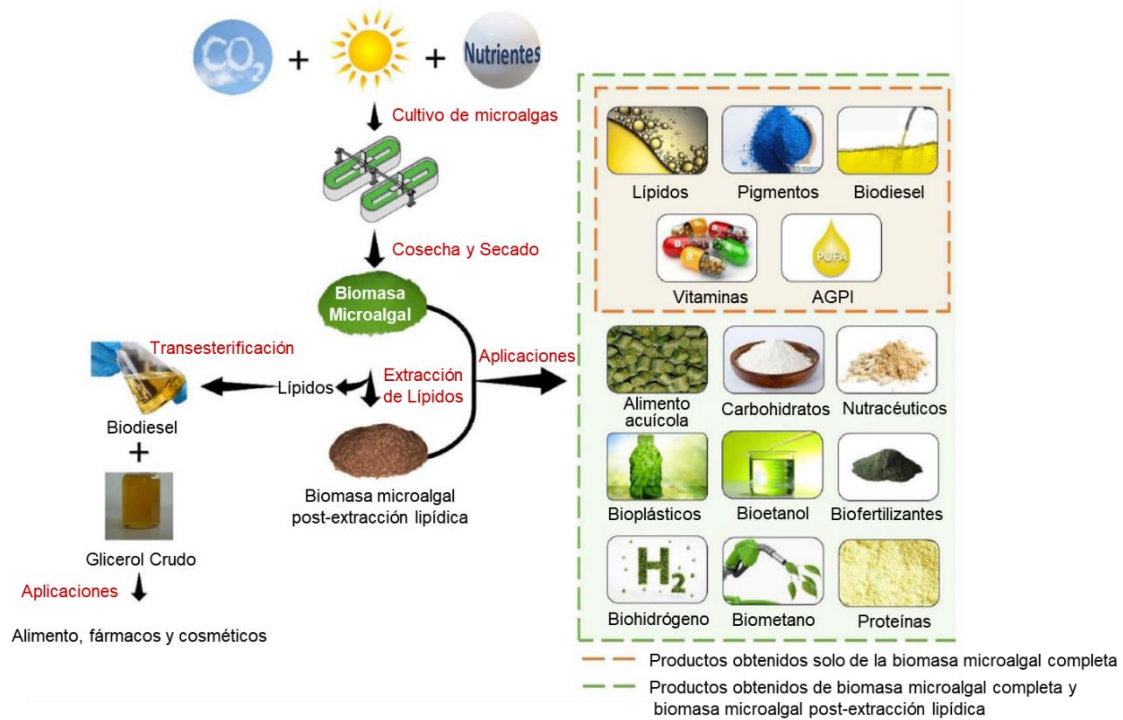 CO2
+
+
Nutrientes
Cultivo de microalgas
Cosecha y Secado
Biomasa
Microalgal
Aplicaciones
Transesterificación
Lípidos
Extracción
de Lípidos
Biodiesel
+
Biomasa microalgal
post-extracción lipídica
Glicerol Crudo
Aplicaciones
Alimento, fármacos y cosméticos
Lípidos
Pigmentos
Biodiesel
PUFA
Vitaminas
AGPI
Alimento
acuícola
Carbohidratos
Nutracéuticos
Bioplásticos
Bioetanol
Biofertilizantes
H2
Biohidrógeno
Biometano
Proteínas
Productos obtenidos solo de la biomasa microalgal completa
Productos obtenidos de biomasa microalgal completa y
biomasa microalgal post-extracción lipídica